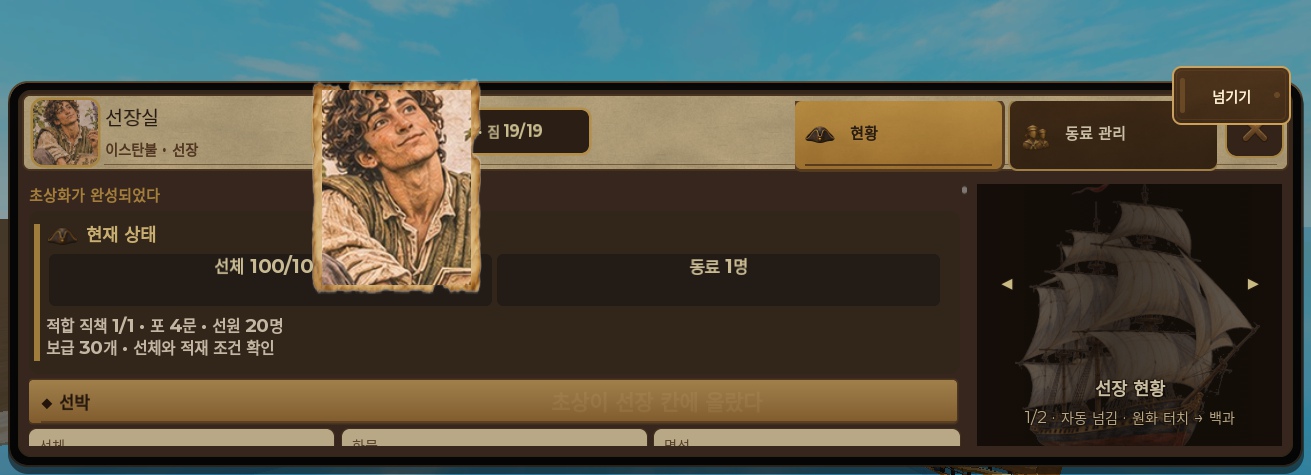 넘기기
선장실
이스탄불 • 선장
짐 19/19
현황
동료 관리
초상화가 완성되었다
현재 상태
선체 100/10
동료 1명
적합 직책 1/1 • 포 4문 • 선원 20명
보급 30개 • 선체와 적재 조건 확인
◆ 선박
초상이 선장 칸에 올랐다
선체
화물
명성
선장 현황
1/2 · 자동 넘김 · 원화 터치 → 백과